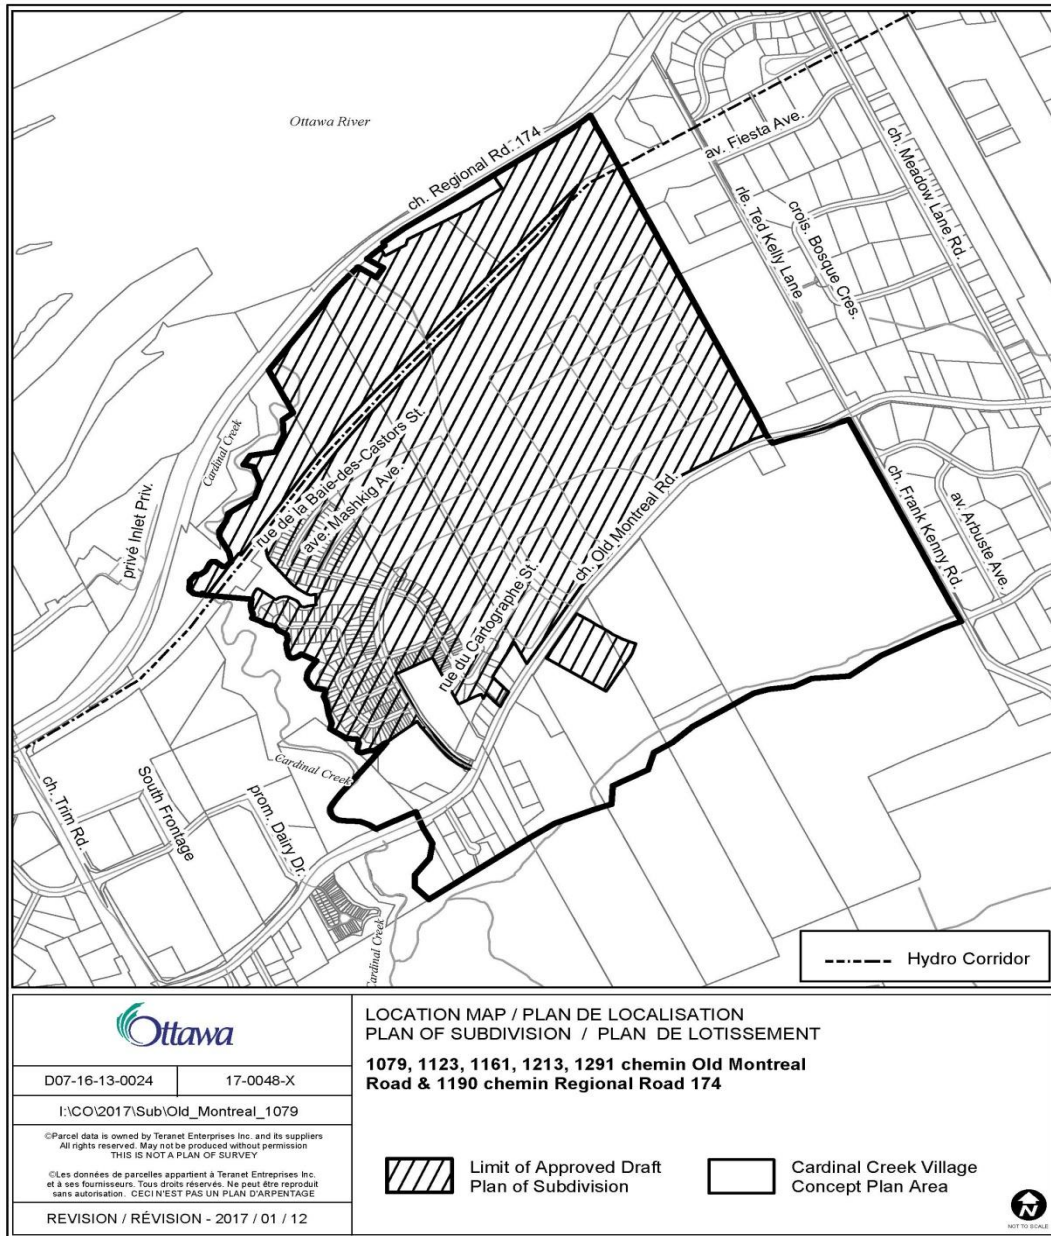 Ottawa River
ch. Regional Rd. 174
av. Fiesta Ave.
ch. Meadow Lane Rd.
rle. Ted Kelly Lane
crois. Bosque Cres.
Cardinal Creek
rue de la Baie-des-Castors St.
ave. Mashkig Ave.
privé Inlet Priv.
ch. Old Montreal Rd.
rue du Cartographe St.
ch. Frank Kenny Rd.
av. Arbuste Ave.
Cardinal Creek
ch. Trim Rd.
South Frontage
prom. Dairy Dr.
Cardinal Creek
Hydro Corridor
Ottawa
D07-16-13-0024
17-0048-X
I:\CO\2017\Sub\Old_Montreal_1079
©Parcel data is owned by Teranet Enterprises Inc. and its suppliers
All rights reserved. May not be produced without permission
THIS IS NOT A PLAN OF SURVEY
©Les données de parcelles appartient à Teranet Entreprises Inc.
et à ses fournisseurs. Tous droits réservés. Ne peut être reproduit
sans autorisation. CECI N'EST PAS UN PLAN D'ARPENTAGE
REVISION / RÉVISION - 2017 / 01 / 12
LOCATION MAP / PLAN DE LOCALISATION
PLAN OF SUBDIVISION / PLAN DE LOTISSEMENT
1079, 1123, 1161, 1213, 1291 chemin Old Montreal
Road & 1190 chemin Regional Road 174
Limit of Approved Draft
Plan of Subdivision
Cardinal Creek Village
Concept Plan Area
N
NOT TO SCALE